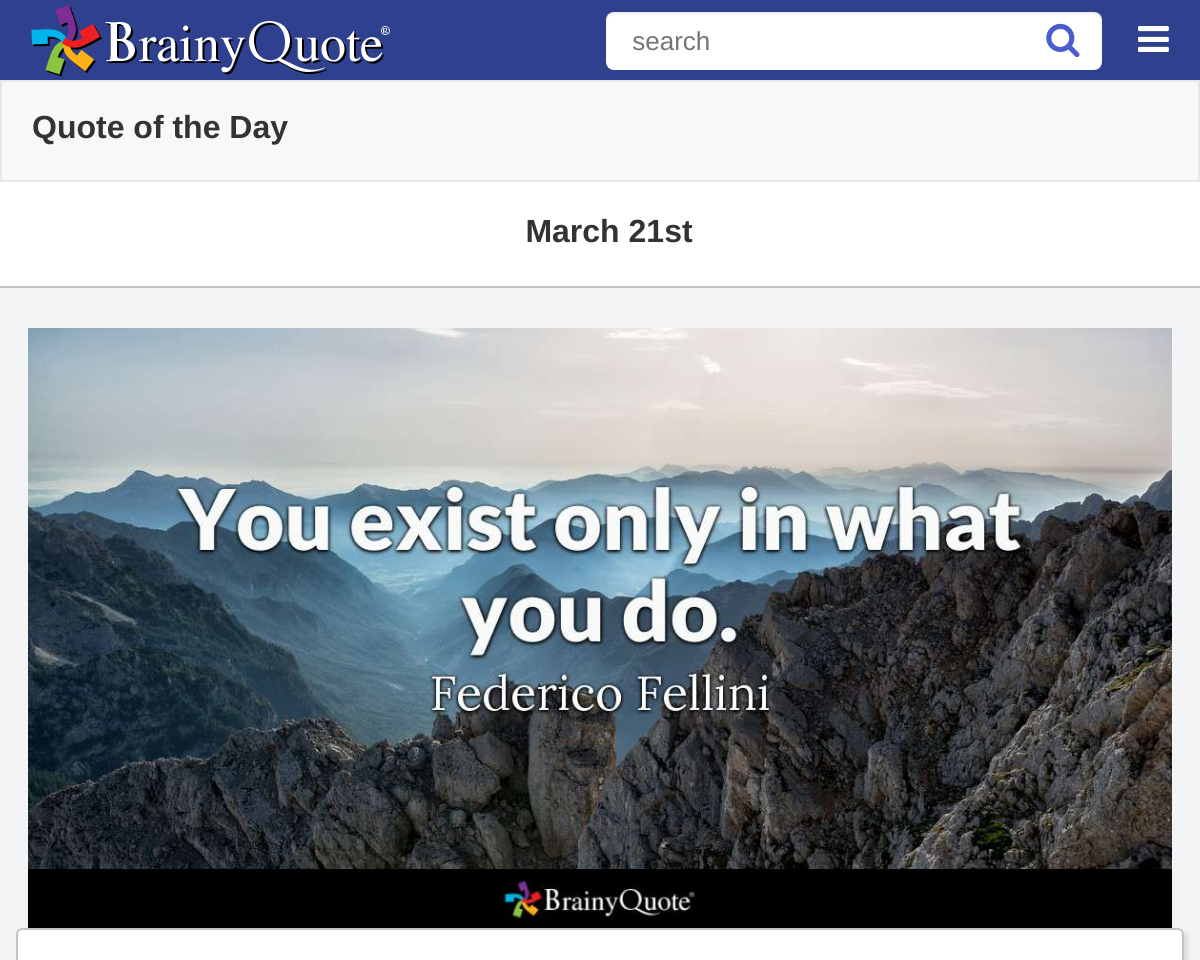 BrainyQuote®
search
Quote of the Day
March 21st
You exist only in what
you do.
Federico Fellini
BrainyQuote®